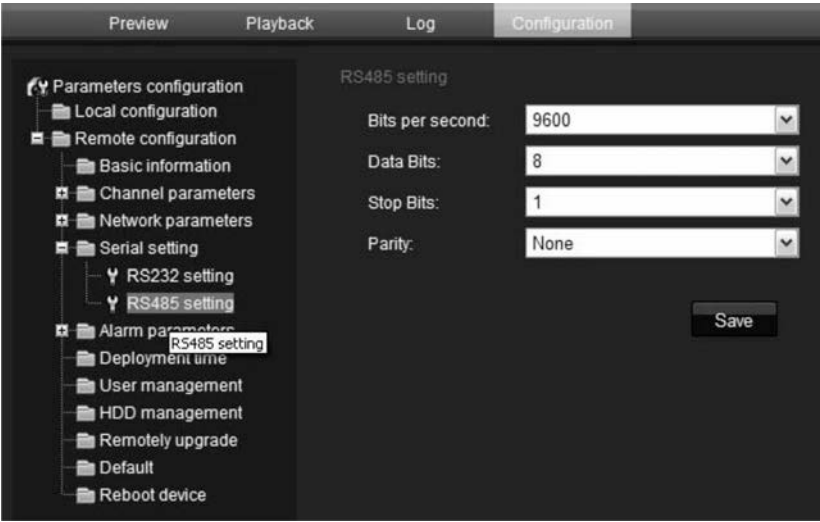 Preview Playback Log Configuration
Parameters configuration
Local configuration
Remote configuration
Basic information
Channel parameters
Network parameters
Serial setting
RS232 setting
RS485 setting
Alarm parameters
RS485 setting
Deployment time
User management
HDD management
Remotely upgrade
Default
Reboot device
RS485 setting
Bits per second: 9600
Data Bits: 8
Stop Bits: 1
Parity: None
Save